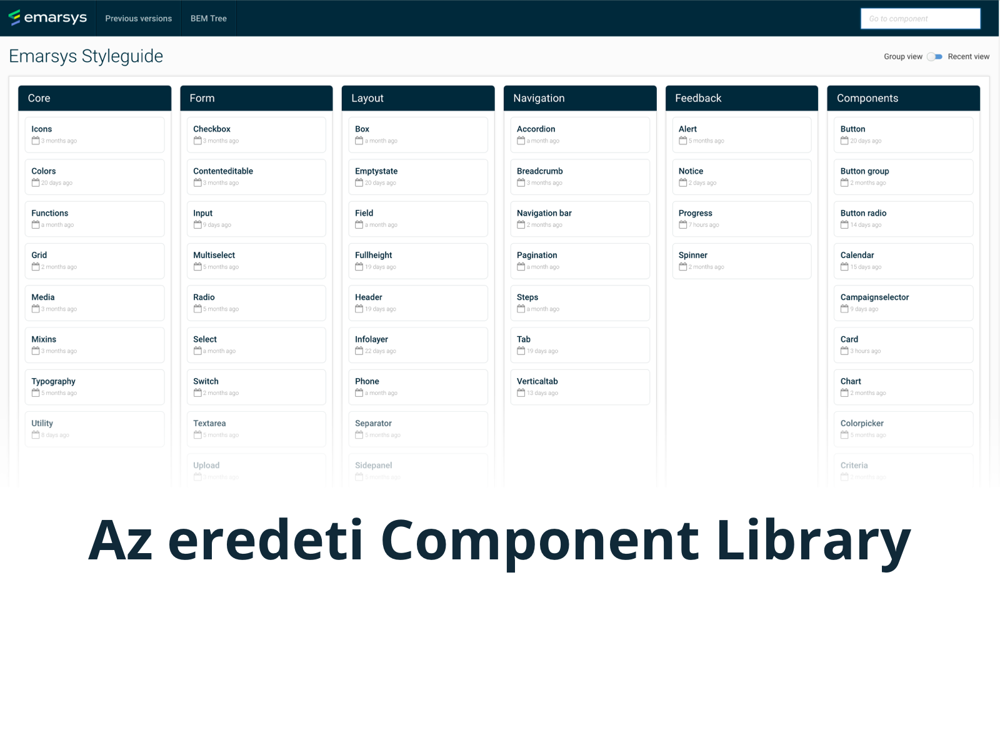 emarsys
Previous versions
BEM Tree
Go to component
Emarsys Styleguide
Group view
Recent view
Core
Icons
3 months ago
Colors
20 days ago
Functions
a month ago
Grid
2 months ago
Media
3 months ago
Mixins
3 months ago
Typography
5 months ago
Utility
8 days ago
Form
Checkbox
3 months ago
Contenteditable
3 months ago
Input
9 days ago
Multiselect
5 months ago
Radio
5 months ago
Select
a month ago
Switch
2 months ago
Textarea
5 months ago
Upload
3 months ago
Layout
Box
a month ago
Emptystate
20 days ago
Field
a month ago
Fullheight
19 days ago
Header
19 days ago
Infolayer
22 days ago
Phone
a month ago
Separator
5 months ago
Sidepanel
5 months ago
Navigation
Accordion
a month ago
Breadcrumb
3 months ago
Navigation bar
2 months ago
Pagination
a month ago
Steps
a month ago
Tab
19 days ago
Verticaltab
13 days ago
Feedback
Alert
5 months ago
Notice
2 days ago
Progress
7 hours ago
Spinner
2 months ago
Components
Button
20 days ago
Button group
2 months ago
Button radio
14 days ago
Calendar
15 days ago
Campaignselector
9 days ago
Card
3 hours ago
Chart
2 months ago
Colorpicker
5 months ago
Criteria
2 months ago
Az eredeti Component Library